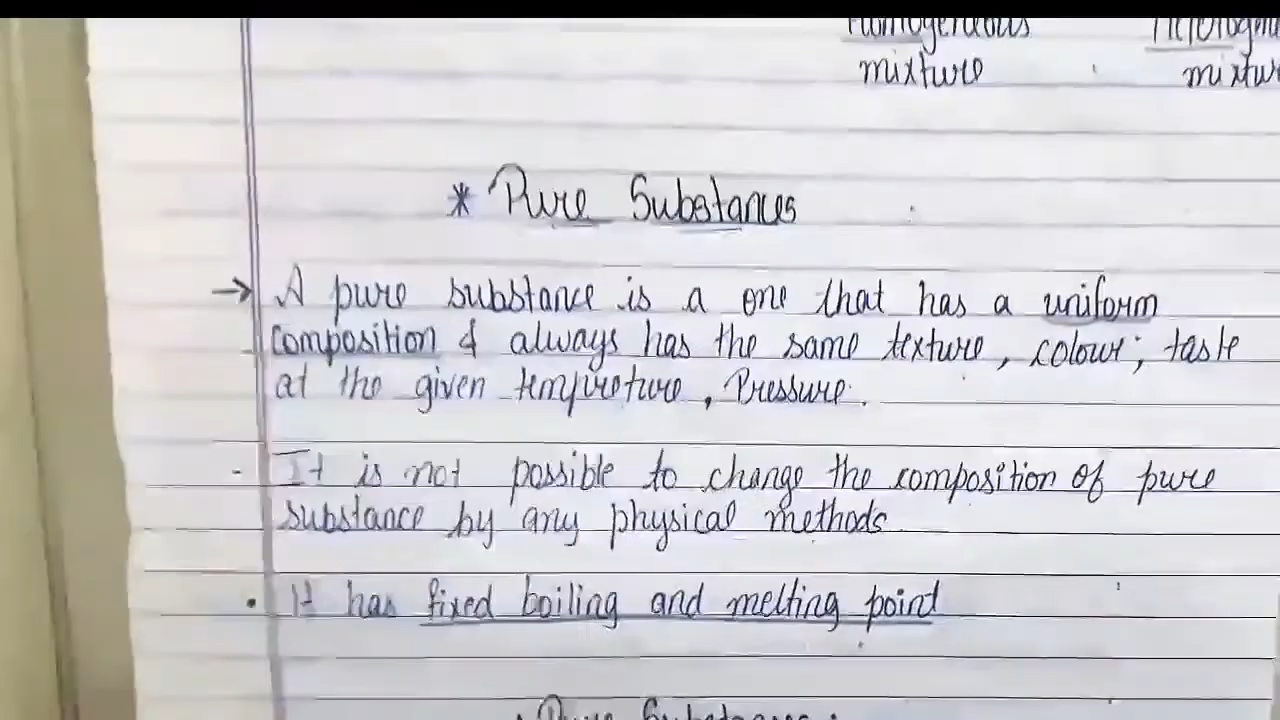 Homogeneous
mixture
* Pure Substances
→ A pure substance is a one that has a uniform
composition & always has the same texture, colour, taste
at the given tempreture, Pressure.
- It is not possible to change the composition of pure
substance by any physical methods
• It has fixed boiling and melting point